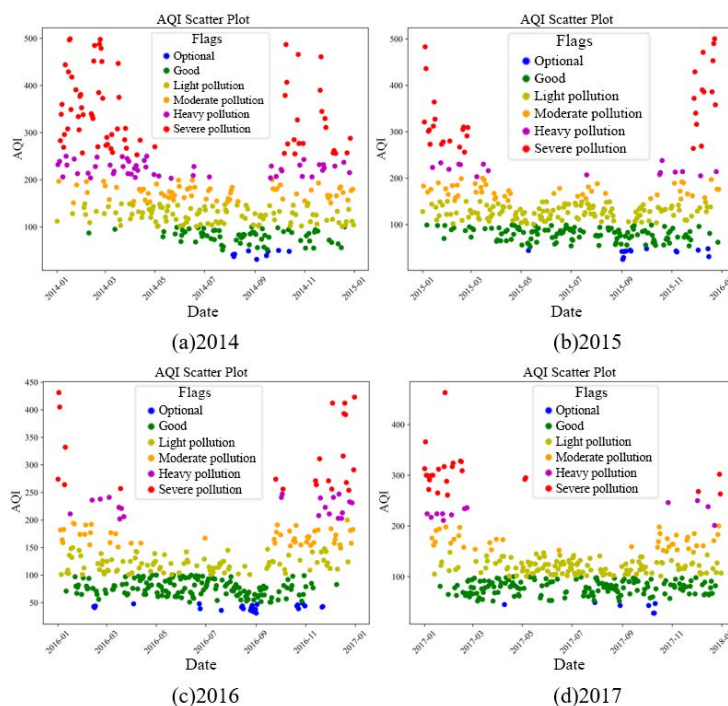 AQI Scatter Plot
AQI
500
400
300
200
100
Flags
Optional
Good
Light pollution
Moderate pollution
Heavy pollution
Severe pollution
2014-01
2014-03
2014-05
2014-07
2014-09
2014-11
2015-01
Date
(a)2014
AQI Scatter Plot
AQI
500
400
300
200
100
Flags
Optional
Good
Light pollution
Moderate pollution
Heavy pollution
Severe pollution
2015-01
2015-03
2015-05
2015-07
2015-09
2015-11
2016-0
Date
(b)2015
AQI Scatter Plot
AQI
450
400
350
300
250
200
150
100
50
Flags
Optional
Good
Light pollution
Moderate pollution
Heavy pollution
Severe pollution
2016-01
2016-03
2016-05
2016-07
2016-09
2016-11
2017-01
Date
(c)2016
AQI Scatter Plot
AQI
400
300
200
100
Flags
Optional
Good
Light pollution
Moderate pollution
Heavy pollution
Severe pollution
2017-01
2017-03
2017-05
2017-07
2017-09
2017-11
2018-0
Date
(d)2017